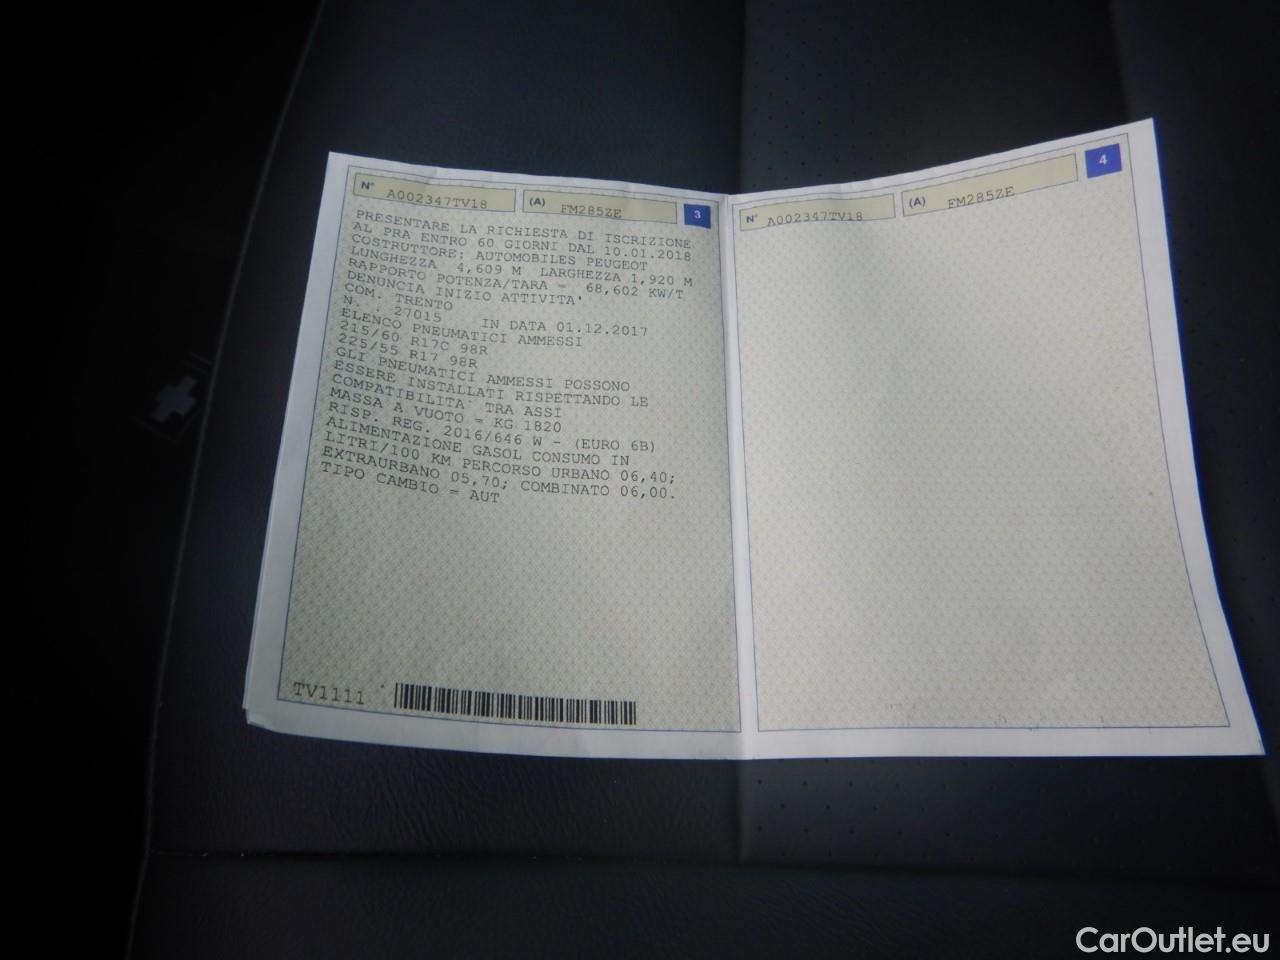 N° A002347TV18 (A) FM285ZE 3
PRESENTARE LA RICHIESTA DI ISCRIZIONE
AL PRA ENTRO 60 GIORNI DAL 10.01.2018
COSTRUTTORE: AUTOMOBILES PEUGEOT
LUNGHEZZA 4,609 M LARGHEZZA 1,920 M
RAPPORTO POTENZA/TARA = 68,602 KW/T
DENUNCIA INIZIO ATTIVITA'
COM. TRENTO
N. . 27015 IN DATA 01.12.2017
ELENCO PNEUMATICI AMMESSI
215/60 R17C 98R
225/55 R17 98R
GLI PNEUMATICI AMMESSI POSSONO
ESSERE INSTALLATI RISPETTANDO LE
COMPATIBILITA' TRA ASSI
MASSA A VUOTO = KG 1820
RISP. REG. 2016/646 W - (EURO 6B)
ALIMENTAZIONE GASOL CONSUMO IN
LITRI/100 KM PERCORSO URBANO 06,40;
EXTRAURBANO 05,70; COMBINATO 06,00.
TIPO CAMBIO = AUT
TV1111
N° A002347TV18 (A) FM285ZE 4
CarOutlet.eu